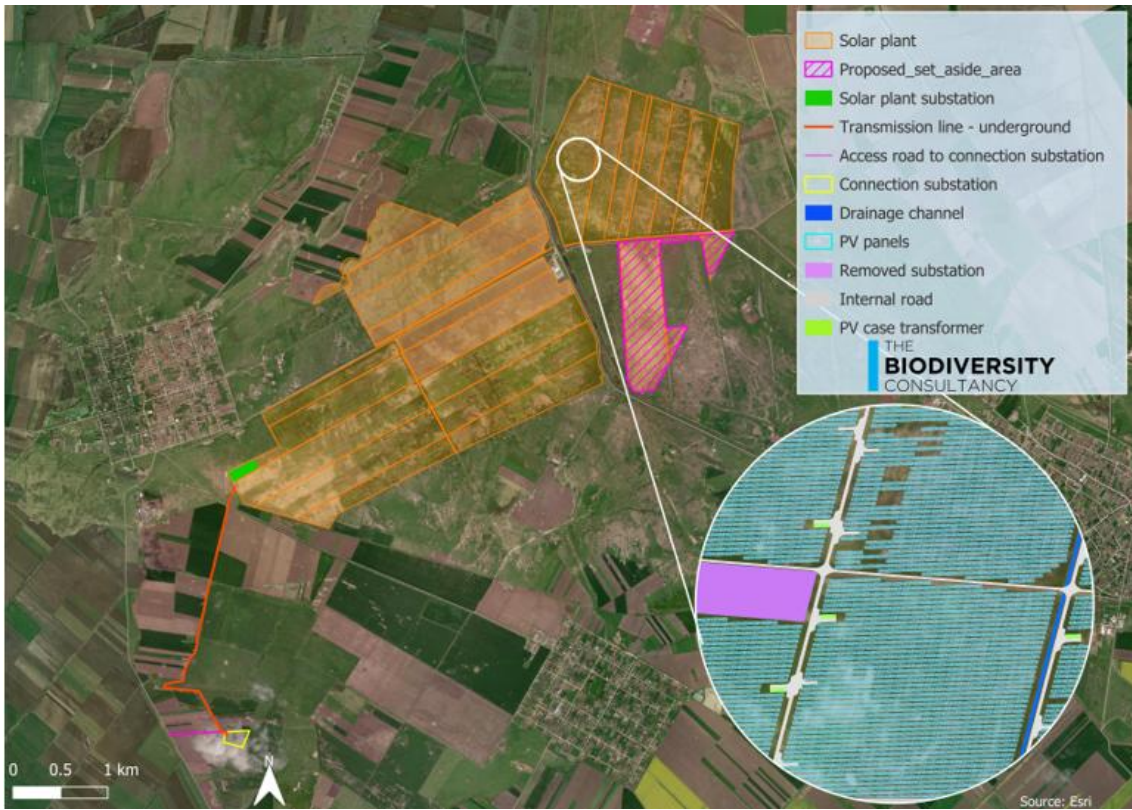 Solar plant
Proposed_set_aside_area
Solar plant substation
Transmission line - underground
Access road to connection substation
Connection substation
Drainage channel
PV panels
Removed substation
Internal road
PV case transformer
THE
BIODIVERSITY
CONSULTANCY
0 0.5 1 km
N
Source: Esri